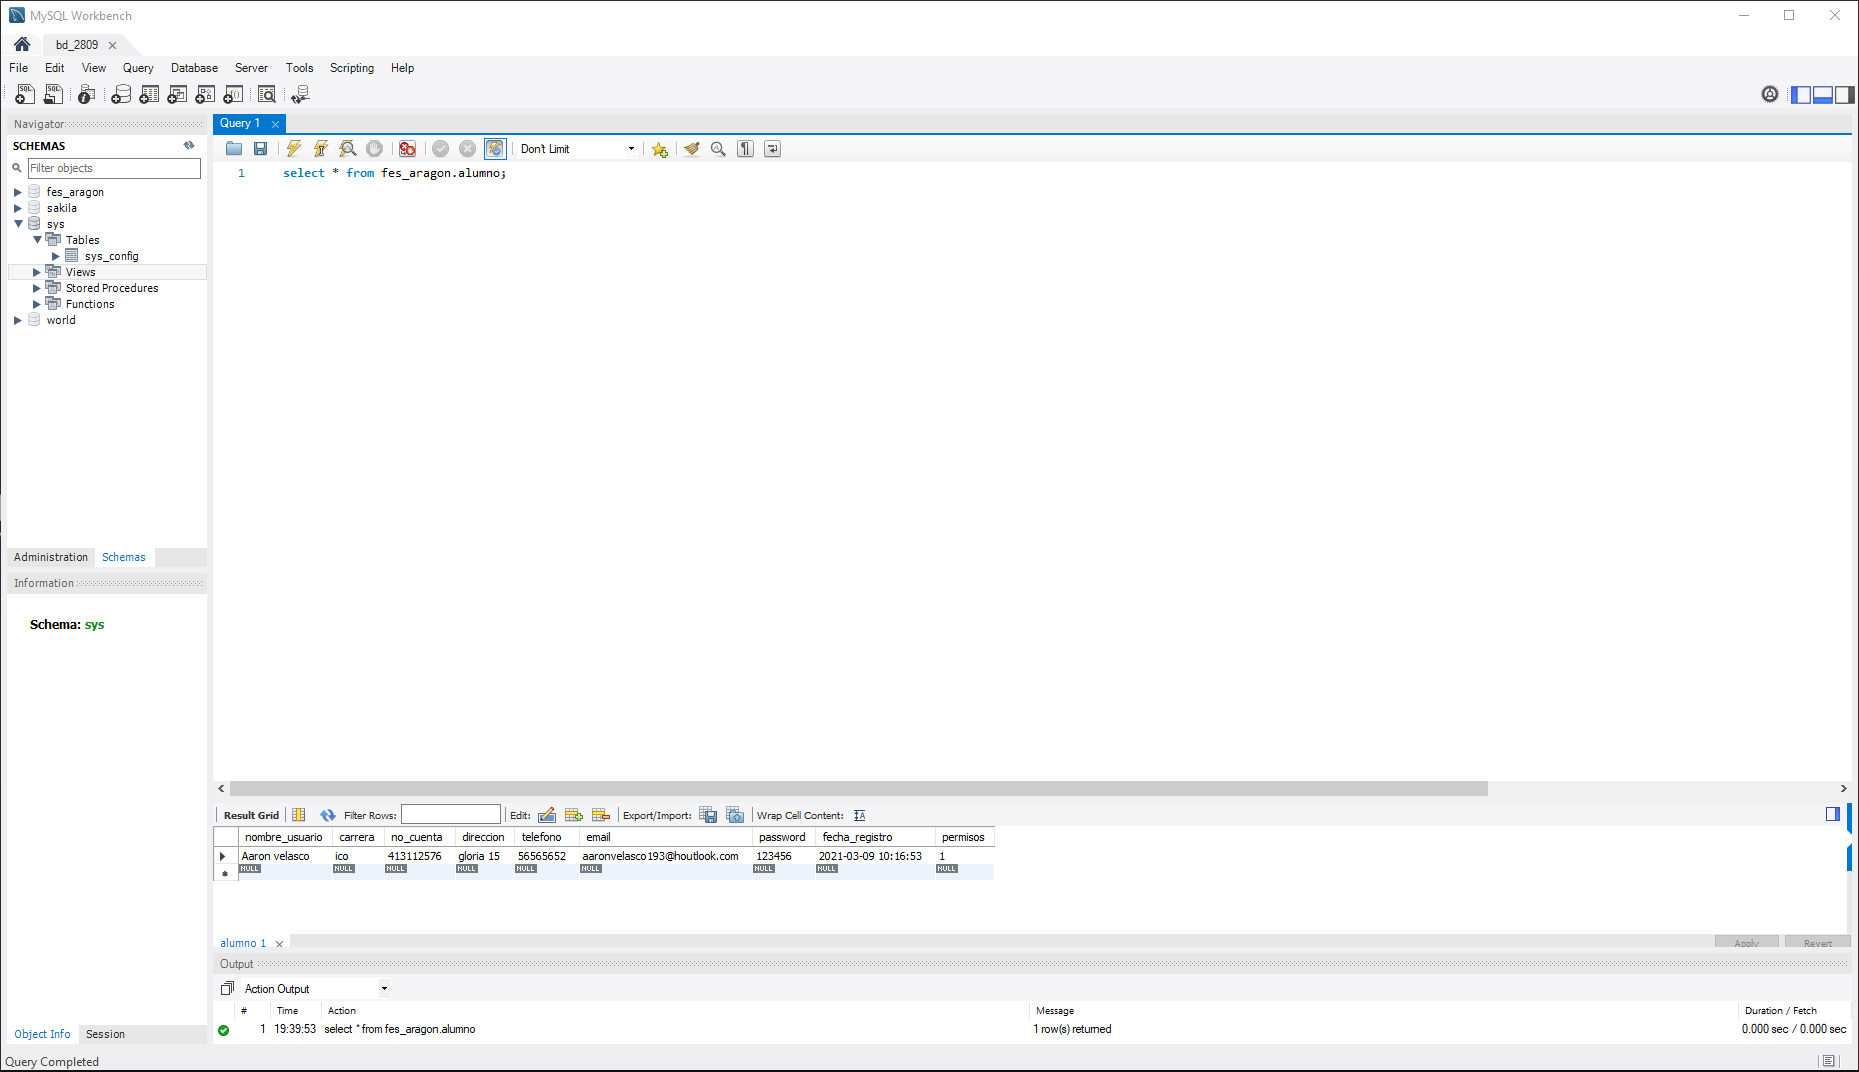 MySQL Workbench
bd_2809
File Edit View Query Database Server Tools Scripting Help
Navigator
Query 1
SCHEMAS
Don't Limit
Filter objects
1 select * from fes_aragon.alumno;
fes_aragon
sakila
sys
Tables
sys_config
Views
Stored Procedures
Functions
world
Administration Schemas
Information
Schema: sys
Result Grid Filter Rows: Edit: Export/Import: Wrap Cell Content:
nombre_usuario carrera no_cuenta direccion telefono email password fecha_registro permisos
Aaron velasco ico 413112576 gloria 15 56565652 aaronvelasco193@houtlook.com 123456 2021-03-09 10:16:53 1
NULL NULL NULL NULL NULL NULL NULL NULL NULL
alumno 1 Apply Revert
Output
Action Output
# Time Action Message Duration / Fetch
1 19:39:53 select * from fes_aragon.alumno 1 row(s) returned 0.000 sec / 0.000 sec
Object Info Session
Query Completed